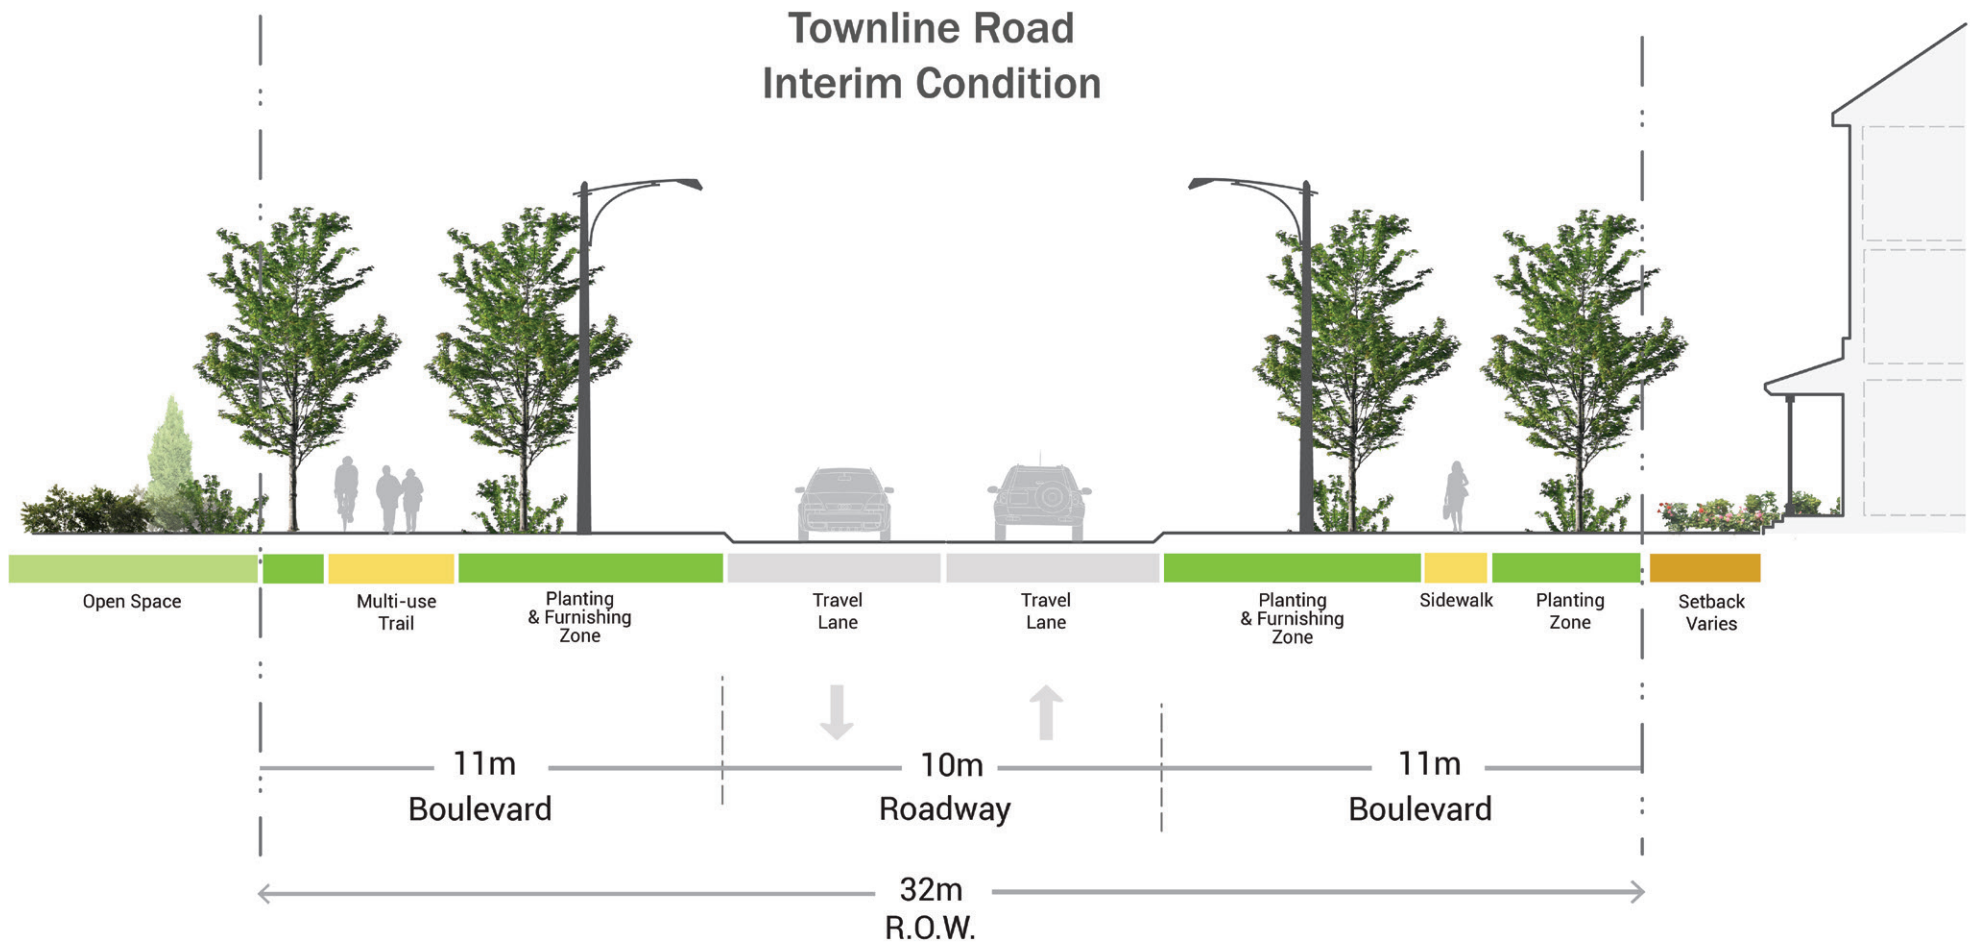 Townline Road
Interim Condition
Open Space
Multi-use
Trail
Planting
& Furnishing
Zone
Travel
Lane
Travel
Lane
Planting
& Furnishing
Zone
Sidewalk
Planting
Zone
Setback
Varies
11m
Boulevard
10m
Roadway
11m
Boulevard
32m
R.O.W.